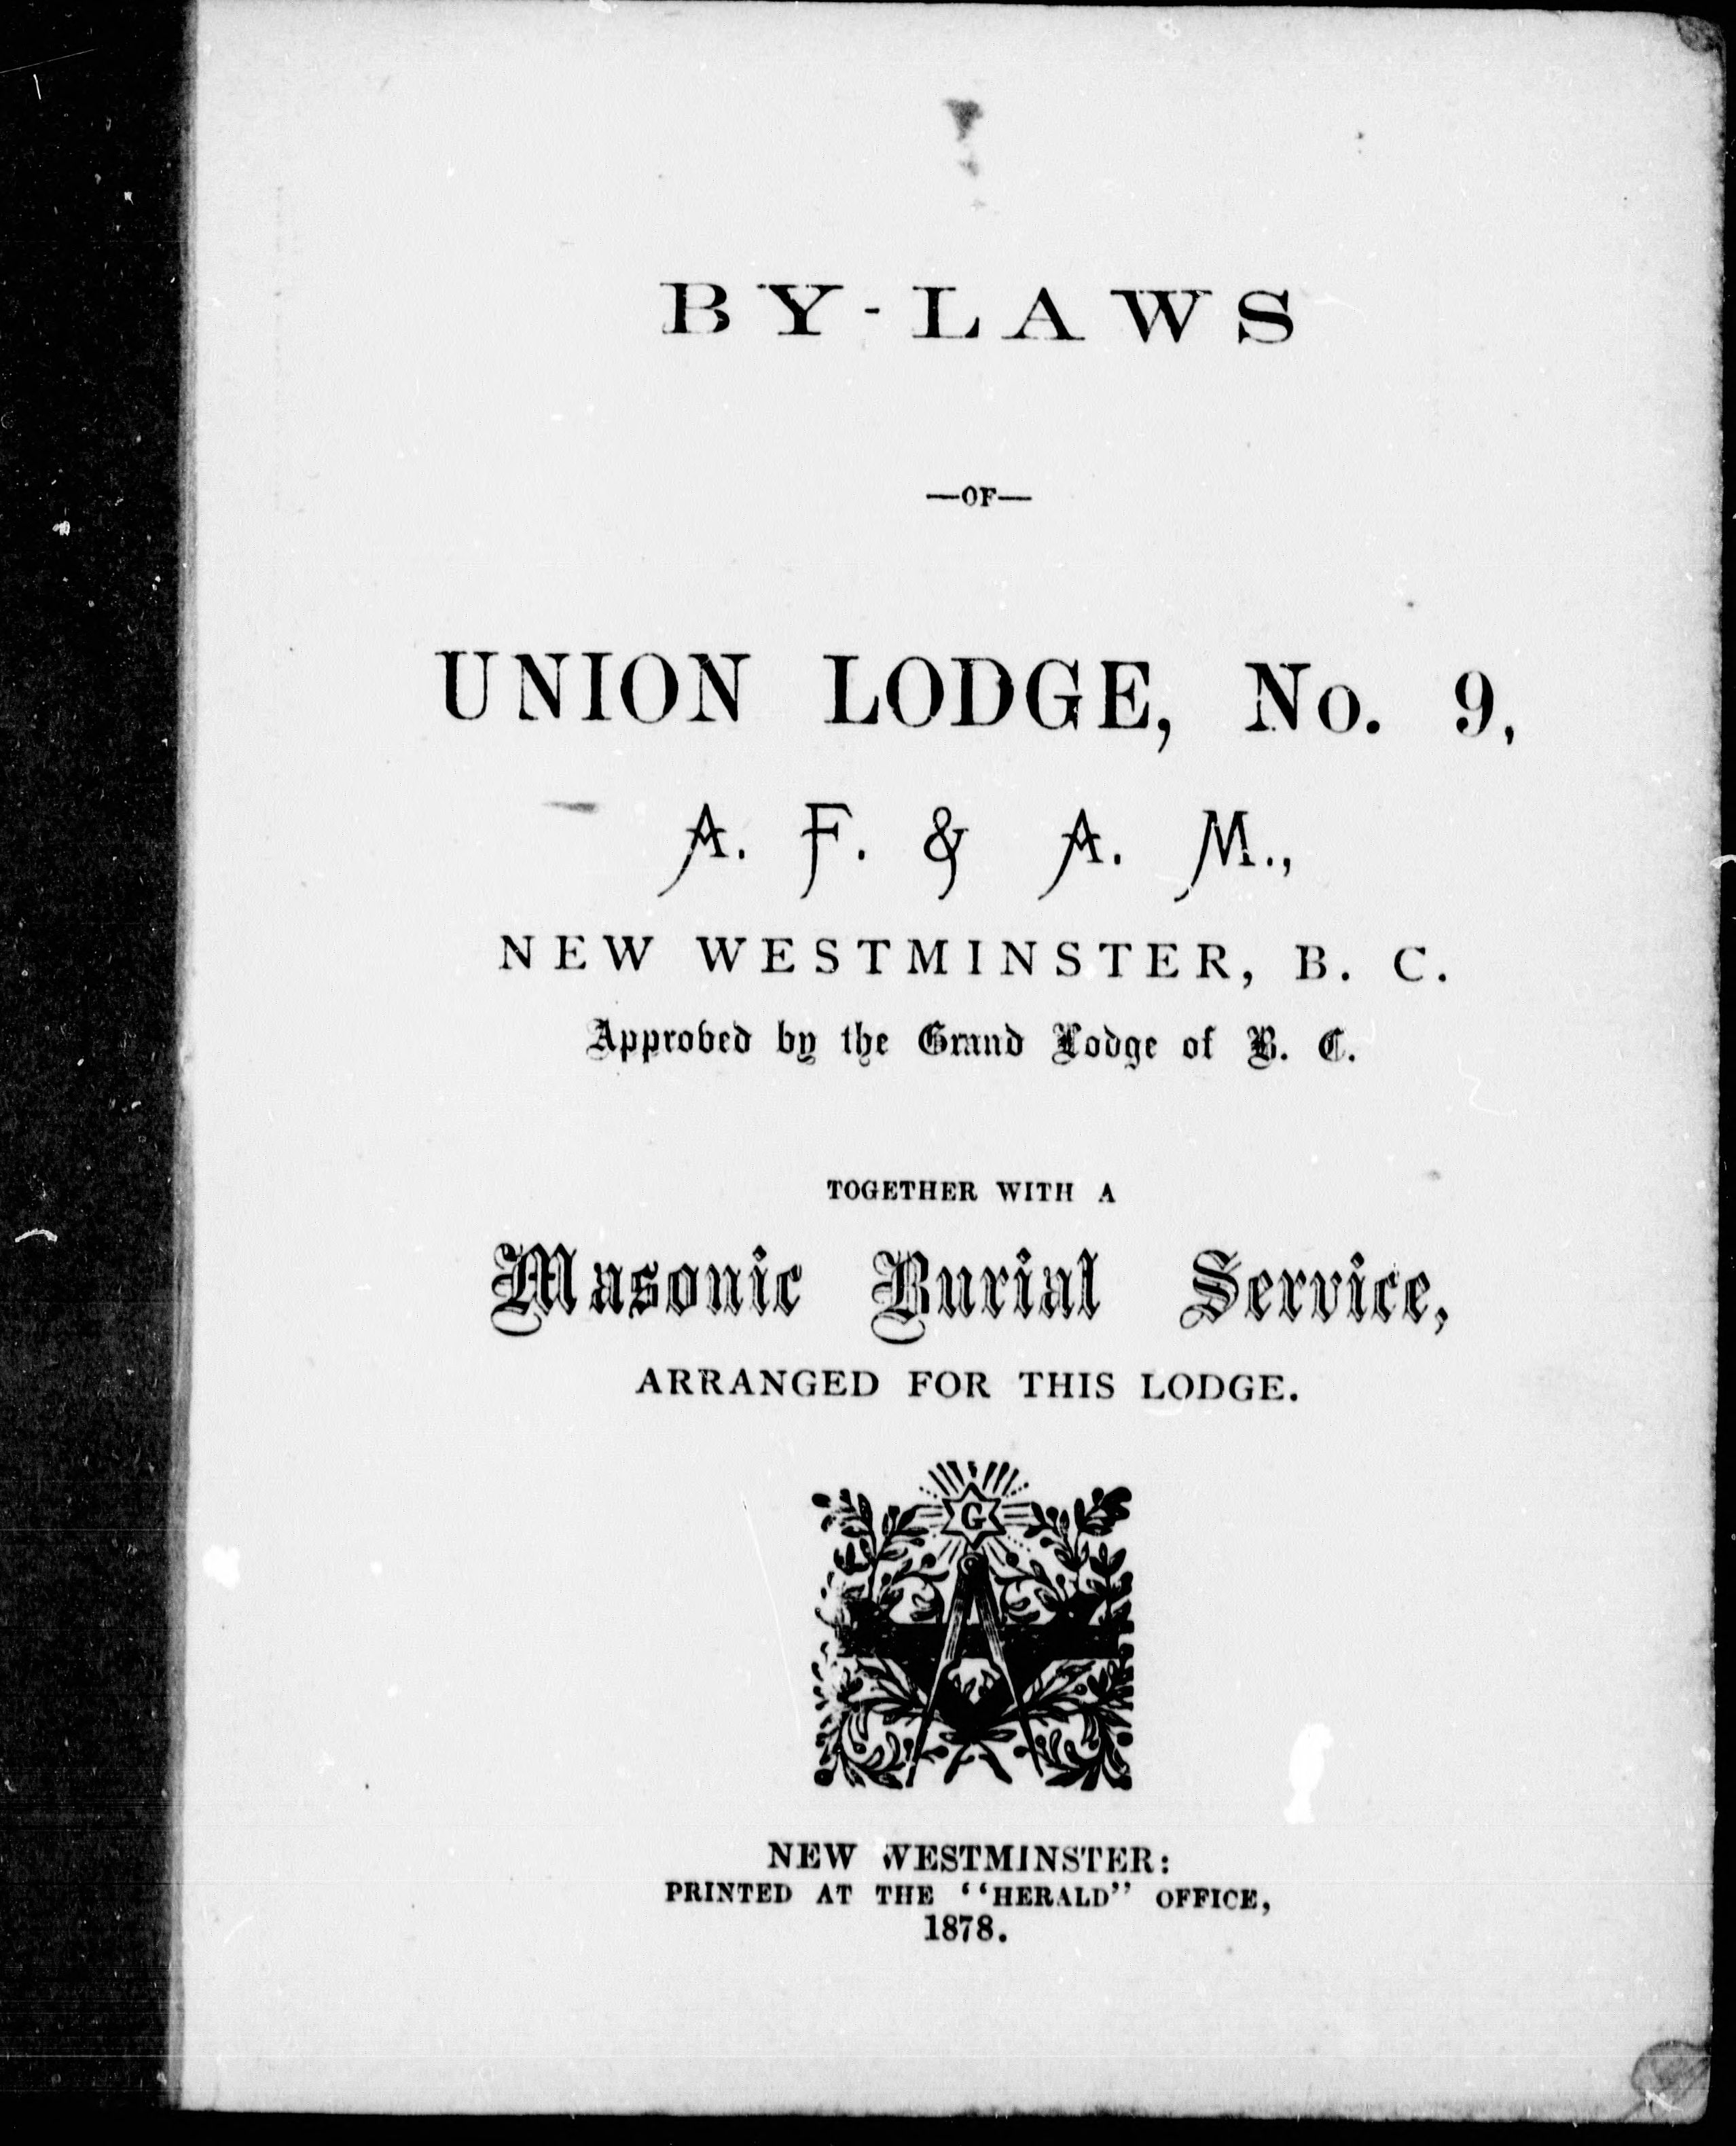 BY-LAWS
—OF—
UNION LODGE, No. 9,
A. F. & A. M.,
NEW WESTMINSTER, B. C.
Approved by the Grand Lodge of B. C.
TOGETHER WITH A
Masonic Burial Service,
ARRANGED FOR THIS LODGE.
G
NEW WESTMINSTER:
PRINTED AT THE "HERALD" OFFICE,
1878.